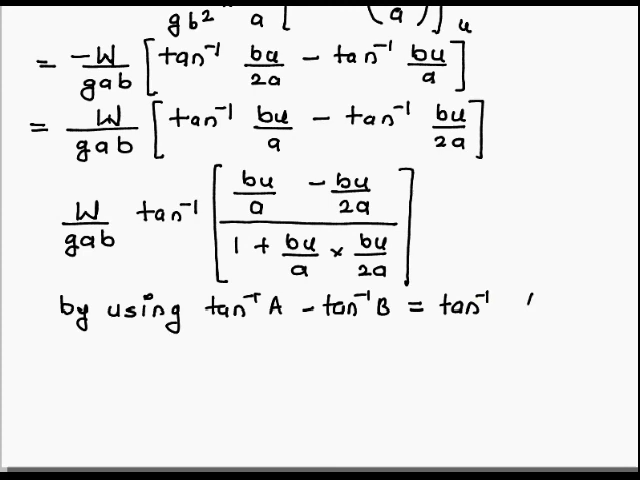 gb² a [ (a)]u
= -W/gab [tan⁻¹ bu/2a - tan⁻¹ bu/a]
= W/gab [tan⁻¹ bu/a - tan⁻¹ bu/2a]
W/gab tan⁻¹ [(bu/a - bu/2a)/(1 + bu/a × bu/2a)]
by using tan⁻¹ A - tan⁻¹ B = tan⁻¹